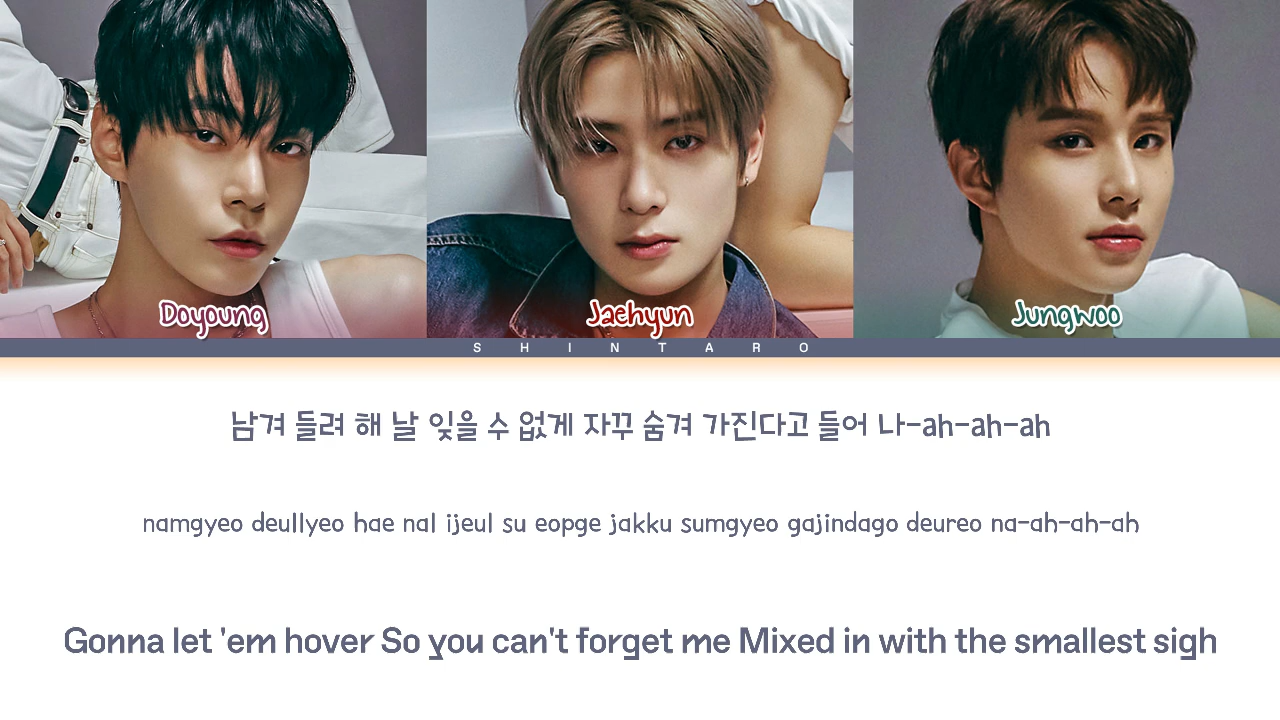 Doyoung
Jaehyun
Jungwoo
SHINTARO
남겨 들려 해 날 잊을 수 없게 자꾸 숨겨 가진다고 들어 나-ah-ah-ah
namgyeo deullyeo hae nal ijeul su eopge jakku sumgyeo gajindago deureo na-ah-ah-ah
Gonna let 'em hover So you can't forget me Mixed in with the smallest sigh